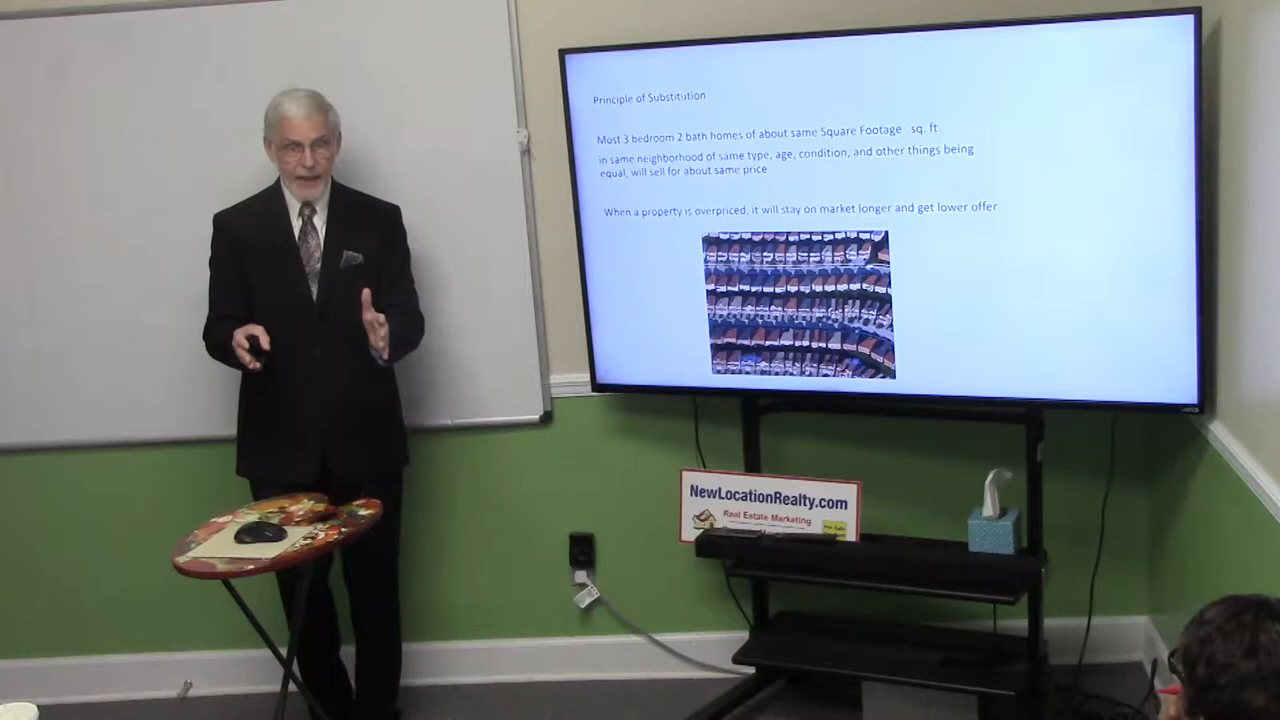 Principle of Substitution
Most 3 bedroom 2 bath homes of about same Square Footage sq. ft.
in same neighborhood of same type, age, condition, and other things being
equal, will sell for about same price
When a property is overpriced, it will stay on market longer and get lower offer
NewLocationRealty.com
Real Estate Marketing
For Sale